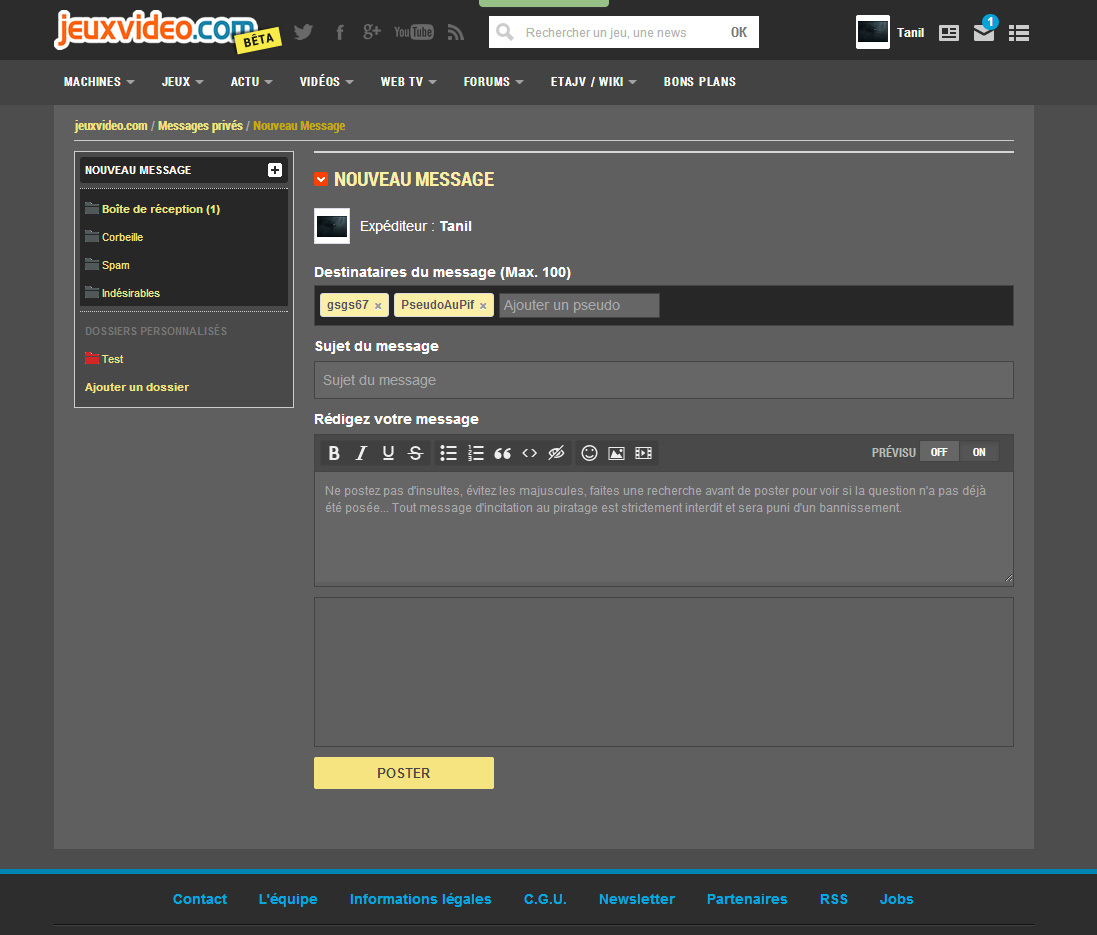 jeuxvideo.com BÊTA You Tube Rechercher un jeu, une news OK Tanil 1
MACHINES JEUX ACTU VIDÉOS WEB TV FORUMS ETAJV / WIKI BONS PLANS
jeuxvideo.com / Messages privés / Nouveau Message
NOUVEAU MESSAGE
Boîte de réception (1)
Corbeille
Spam
Indésirables
DOSSIERS PERSONNALISÉS
Test
Ajouter un dossier
NOUVEAU MESSAGE
Expéditeur : Tanil
Destinataires du message (Max. 100)
gsgs67 × PseudoAuPif × Ajouter un pseudo
Sujet du message
Sujet du message
Rédigez votre message
B I U S PRÉVISU OFF ON
Ne postez pas d'insultes, évitez les majuscules, faites une recherche avant de poster pour voir si la question n'a pas déjà
été posée... Tout message d'incitation au piratage est strictement interdit et sera puni d'un bannissement.
POSTER
Contact L'équipe Informations légales C.G.U. Newsletter Partenaires RSS Jobs